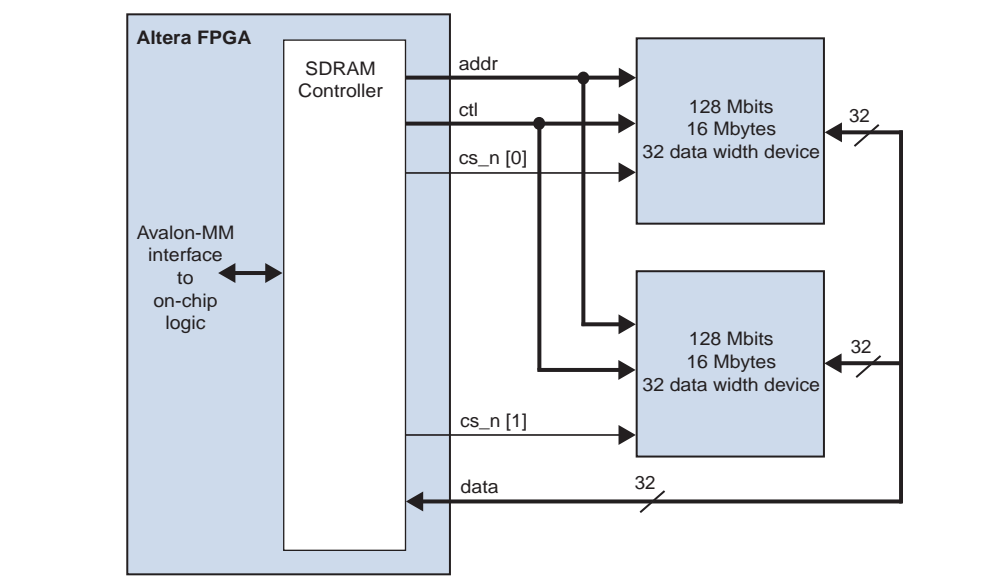 Altera FPGA
SDRAM
Controller
addr
ctl
cs_n [0]
128 Mbits
16 Mbytes
32 data width device
32
Avalon-MM
interface
to
on-chip
logic
128 Mbits
16 Mbytes
32 data width device
32
cs_n [1]
data
32